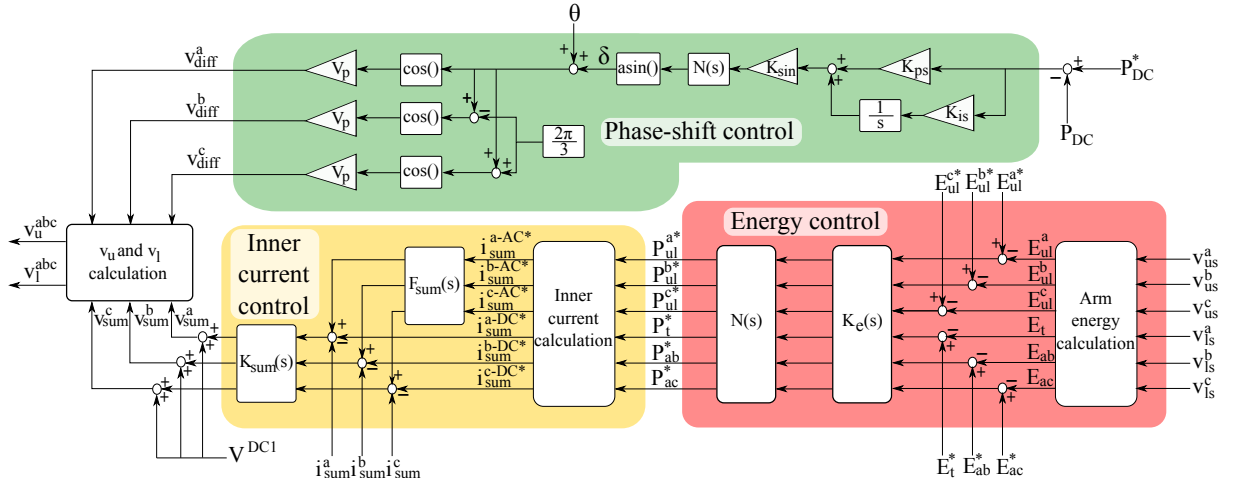 θ
v_diff^a V_p cos() + + δ asin() N(s) K_sin + + K_ps + − P_DC^*
1/s K_is
P_DC
v_diff^b V_p cos() + − 2π/3
Phase-shift control
v_diff^c V_p cos() + +
E_ul^c* E_ul^b* E_ul^a*
Energy control
v_u^abc
v_l^abc
v_u and v_l calculation
Inner current control
i_sum^a-AC* P_ul^a* + − E_ul^a v_us^a
i_sum^b-AC* P_ul^b* + − E_ul^b v_us^b
i_sum^c-AC* P_ul^c* + − E_ul^c v_us^c
i_sum^a-DC* P_t^* − + E_t v_ls^a
i_sum^b-DC* P_ab^* − + E_ab v_ls^b
i_sum^c-DC* P_ac^* − + E_ac v_ls^c
F_sum(s)
Inner current calculation
N(s)
K_e(s)
Arm energy calculation
v_sum^c v_sum^b v_sum^a
+ +
+ +
+ +
K_sum(s)
+ −
+ −
+ −
V^DC1
i_sum^a i_sum^b i_sum^c
E_t^* E_ab^* E_ac^*